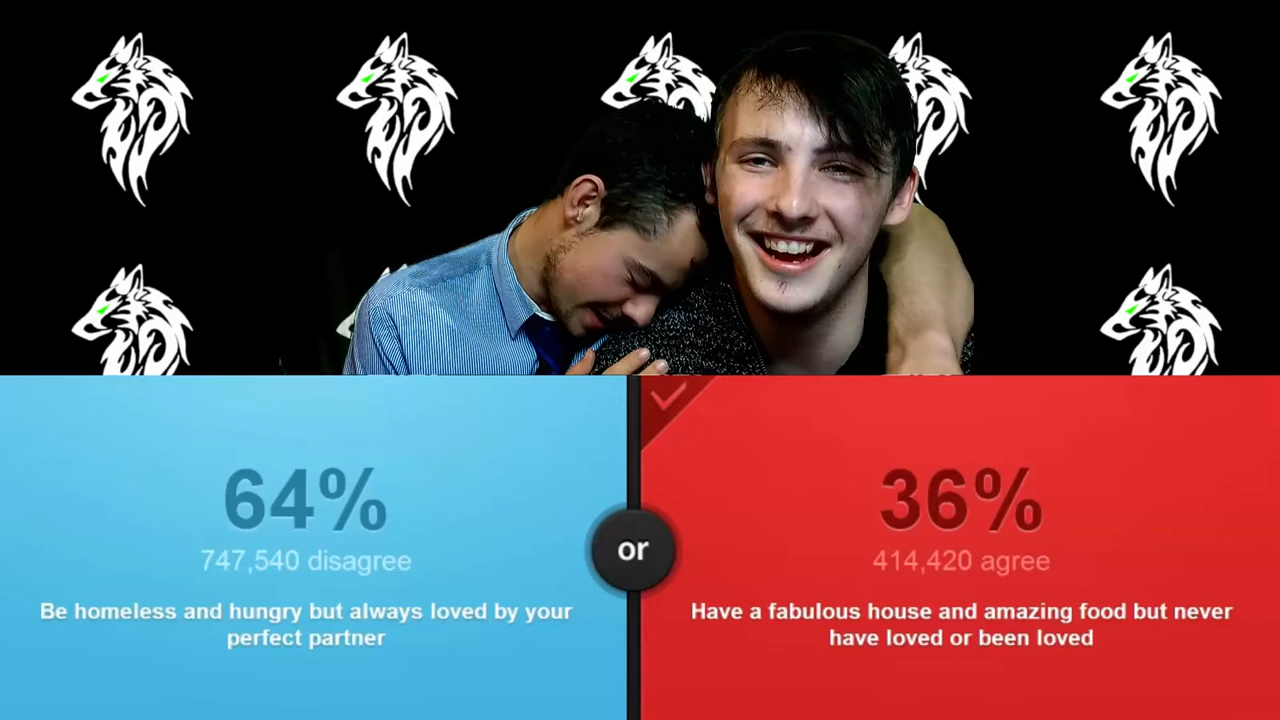 64%
747,540 disagree
Be homeless and hungry but always loved by your
perfect partner
or
36%
414,420 agree
Have a fabulous house and amazing food but never
have loved or been loved